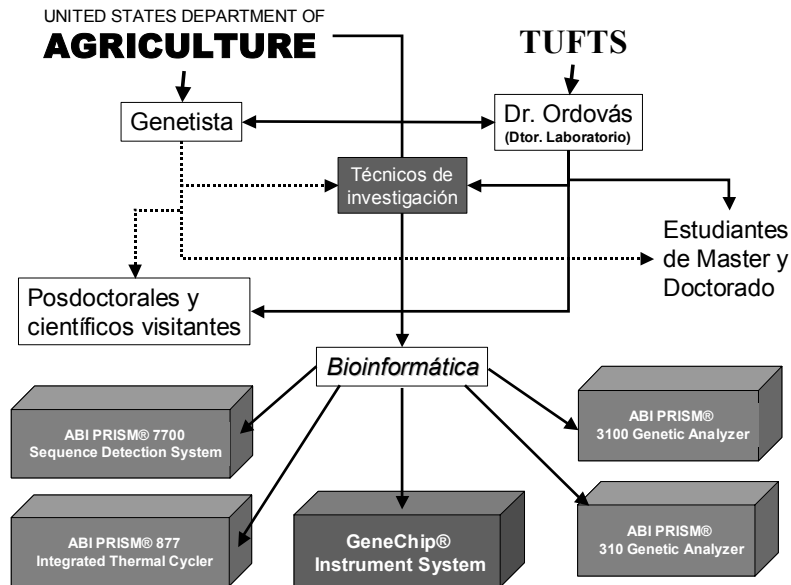 UNITED STATES DEPARTMENT OF
AGRICULTURE
TUFTS
Genetista
Dr. Ordovás
(Dtor. Laboratorio)
Técnicos de
investigación
Estudiantes
de Master y
Doctorado
Posdoctorales y
científicos visitantes
Bioinformática
ABI PRISM® 7700
Sequence Detection System
ABI PRISM®
3100 Genetic Analyzer
ABI PRISM® 877
Integrated Thermal Cycler
GeneChip®
Instrument System
ABI PRISM®
310 Genetic Analyzer